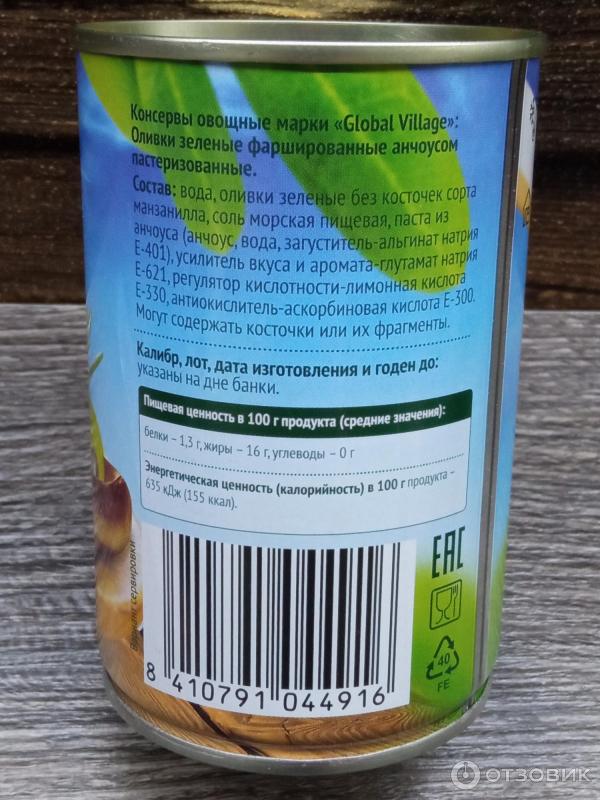 Консервы овощные марки «Global Village»:
Оливки зеленые фаршированные анчоусом
пастеризованные.
Состав: вода, оливки зеленые без косточек сорта
манзанилла, соль морская пищевая, паста из
анчоуса (анчоус, вода, загуститель-альгинат натрия
Е-401), усилитель вкуса и аромата-глутамат натрия
Е-621, регулятор кислотности-лимонная кислота
Е-330, антиокислитель-аскорбиновая кислота Е-300.
Могут содержать косточки или их фрагменты.
Калибр, лот, дата изготовления и годен до:
указаны на дне банки.
Пищевая ценность в 100 г продукта (средние значения):
белки – 1,3 г, жиры – 16 г, углеводы – 0 г
Энергетическая ценность (калорийность) в 100 г продукта –
635 кДж (155 ккал).
Вариант сервировки
EAC
40
FE
8 410791 044916
ОТЗОВИК